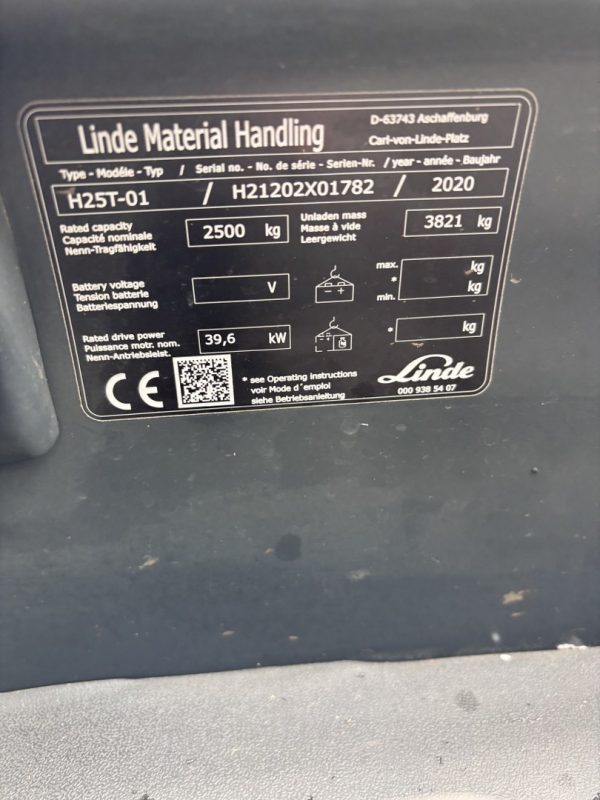 Linde Material Handling
D-63743 Aschaffenburg
Carl-von-Linde-Platz
Type - Modéle - Typ / Serial no. - No. de série - Serien-Nr. / year - année - Baujahr
H25T-01 / H21202X01782 / 2020
Rated capacity
Capacité nominale
Nenn-Tragfähigkeit
2500 kg
Unladen mass
Masse à vide
Leergewicht
3821 kg
Battery voltage
Tension batterie
Batteriespannung
V
max. kg
*
min. kg
Rated drive power
Puissance motr. nom.
Nenn-Antriebsleist.
39,6 kW
* kg
CE
* see Operating instructions
voir Mode d´emploi
siehe Betriebsanleitung
Linde
000 938 54 07